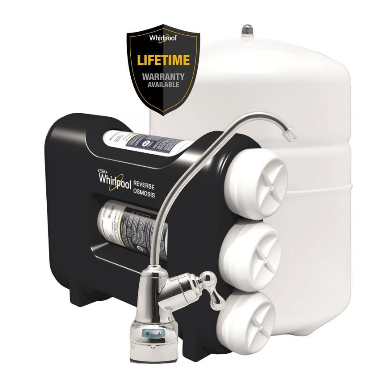 Whirlpool
LIFETIME
WARRANTY
AVAILABLE
Whirlpool
REVERSE
OSMOSIS